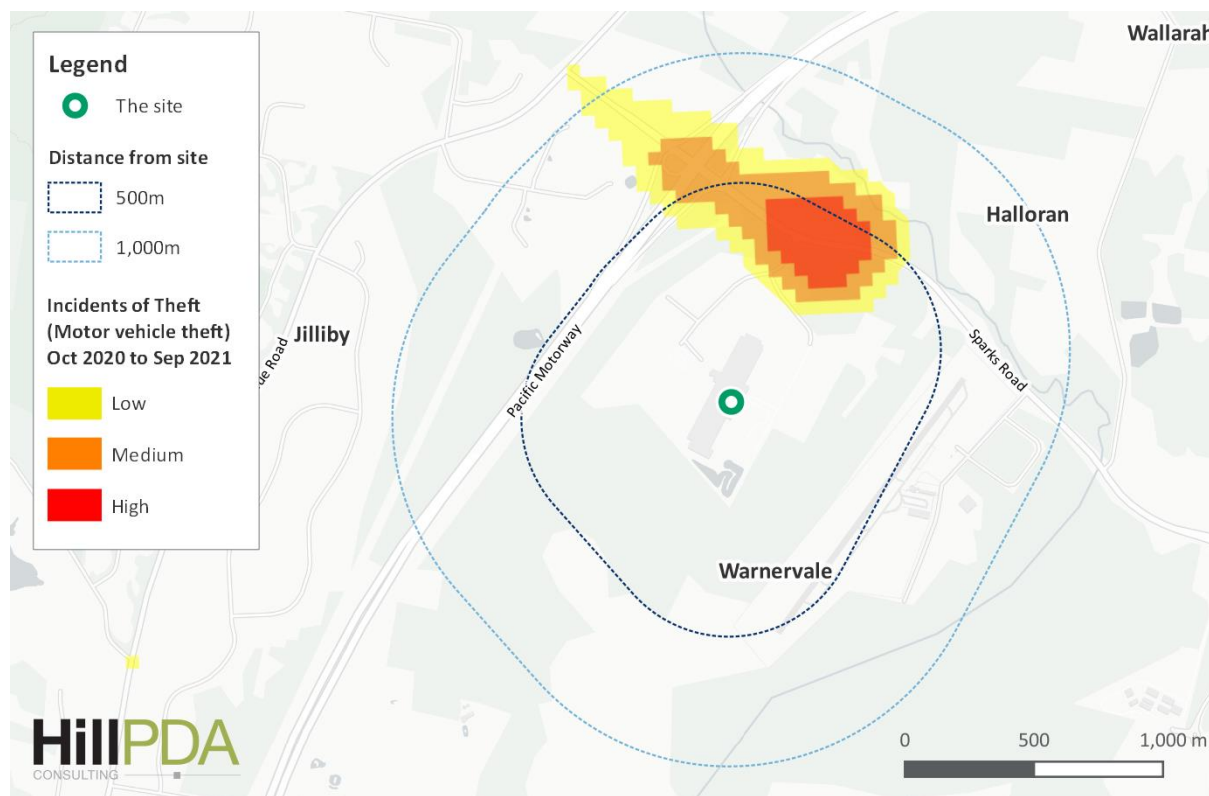 Legend
The site
Distance from site
500m
1,000m
Incidents of Theft
(Motor vehicle theft)
Oct 2020 to Sep 2021
Low
Medium
High
Wallarah
Halloran
Jilliby
Pacific Motorway
Sparks Road
Warnervale
HillPDA
CONSULTING
0 500 1,000 m